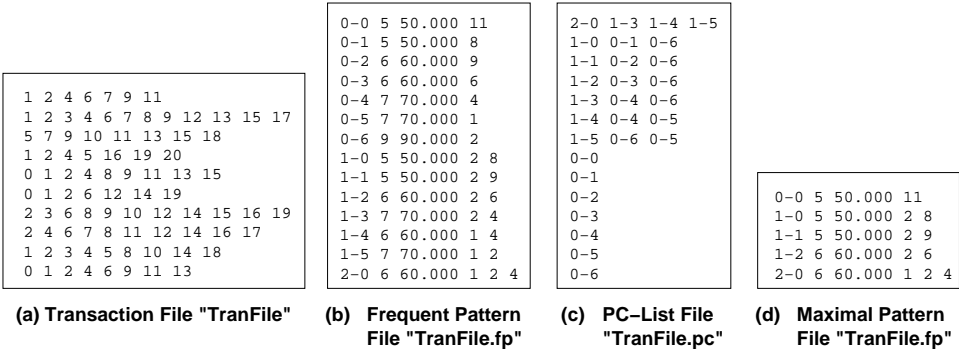 1 2 4 6 7 9 11
1 2 3 4 6 7 8 9 12 13 15 17
5 7 9 10 11 13 15 18
1 2 4 5 16 19 20
0 1 2 4 8 9 11 13 15
0 1 2 6 12 14 19
2 3 6 8 9 10 12 14 15 16 19
2 4 6 7 8 11 12 14 16 17
1 2 3 4 5 8 10 14 18
0 1 2 4 6 9 11 13
(a) Transaction File "TranFile"
0−0 5 50.000 11
0−1 5 50.000 8
0−2 6 60.000 9
0−3 6 60.000 6
0−4 7 70.000 4
0−5 7 70.000 1
0−6 9 90.000 2
1−0 5 50.000 2 8
1−1 5 50.000 2 9
1−2 6 60.000 2 6
1−3 7 70.000 2 4
1−4 6 60.000 1 4
1−5 7 70.000 1 2
2−0 6 60.000 1 2 4
(b) Frequent Pattern
File "TranFile.fp"
2−0 1−3 1−4 1−5
1−0 0−1 0−6
1−1 0−2 0−6
1−2 0−3 0−6
1−3 0−4 0−6
1−4 0−4 0−5
1−5 0−6 0−5
0−0
0−1
0−2
0−3
0−4
0−5
0−6
(c) PC−List File
"TranFile.pc"
0−0 5 50.000 11
1−0 5 50.000 2 8
1−1 5 50.000 2 9
1−2 6 60.000 2 6
2−0 6 60.000 1 2 4
(d) Maximal Pattern
File "TranFile.fp"